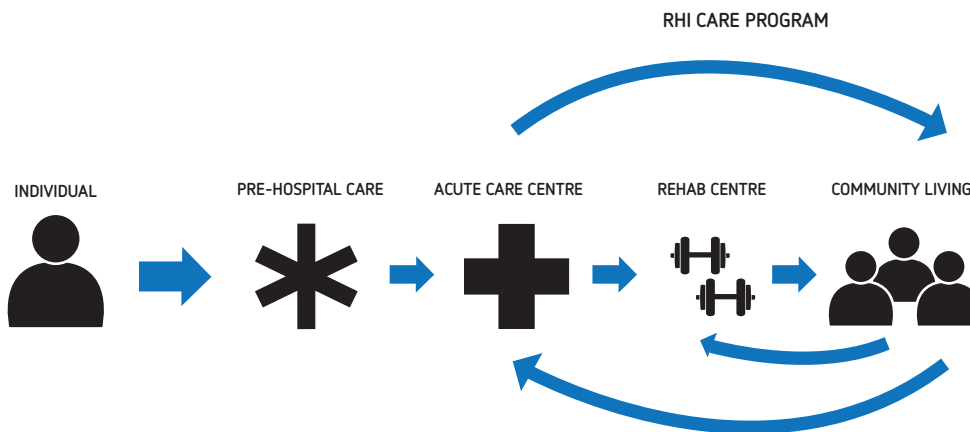 RHI CARE PROGRAM
INDIVIDUAL
PRE-HOSPITAL CARE
ACUTE CARE CENTRE
REHAB CENTRE
COMMUNITY LIVING